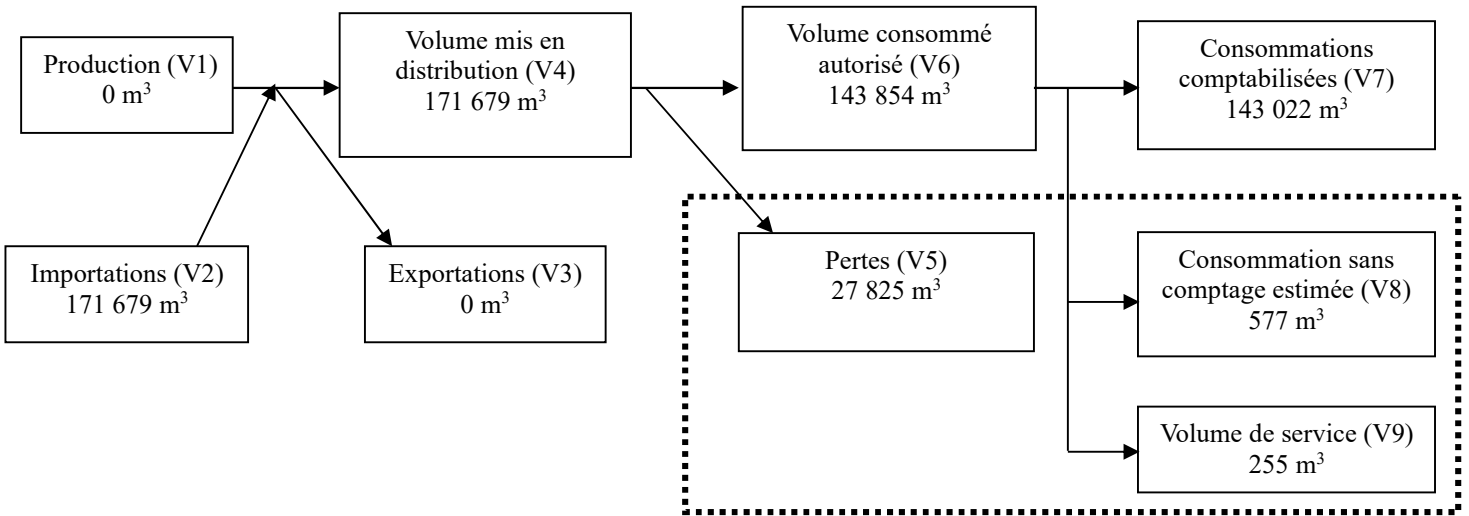 Production (V1)
0 m³
Volume mis en
distribution (V4)
171 679 m³
Volume consommé
autorisé (V6)
143 854 m³
Consommations
comptabilisées (V7)
143 022 m³
Importations (V2)
171 679 m³
Exportations (V3)
0 m³
Pertes (V5)
27 825 m³
Consommation sans
comptage estimée (V8)
577 m³
Volume de service (V9)
255 m³